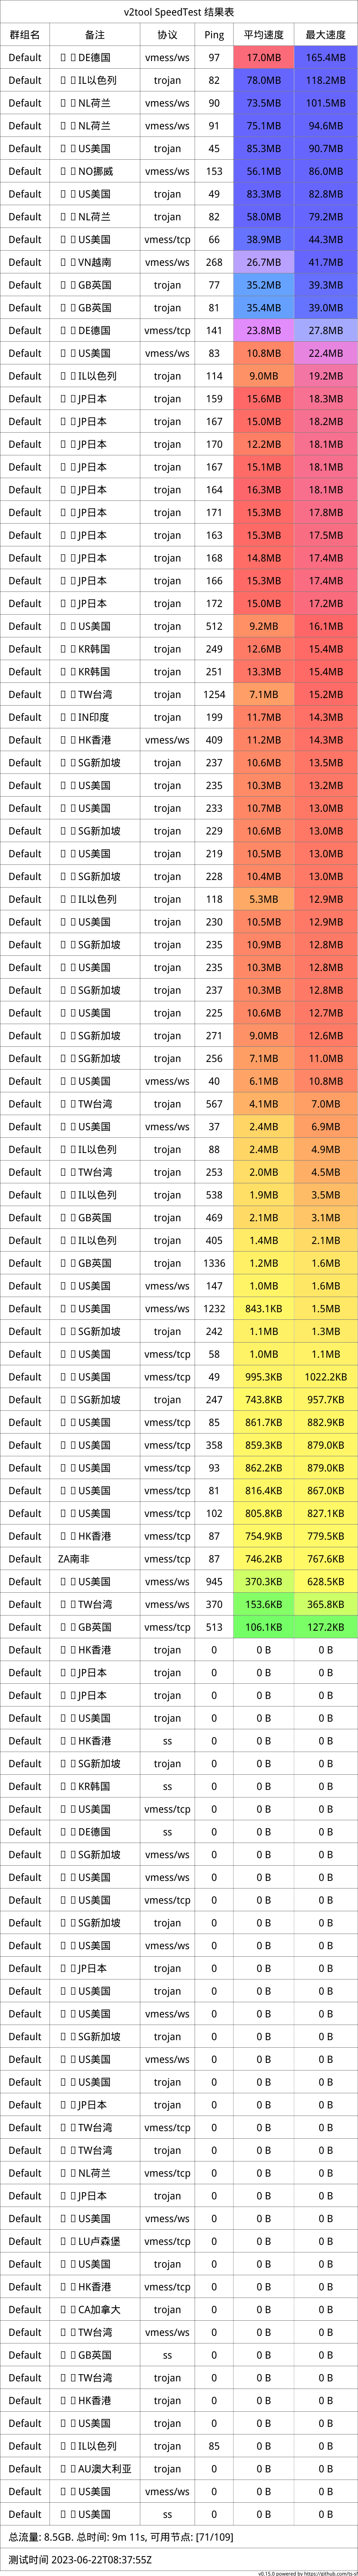 v2tool SpeedTest 结果表
群组名 备注 协议 Ping 平均速度 最大速度
Default DE德国 vmess/ws 97 17.0MB 165.4MB
Default IL以色列 trojan 82 78.0MB 118.2MB
Default NL荷兰 vmess/ws 90 73.5MB 101.5MB
Default NL荷兰 vmess/ws 91 75.1MB 94.6MB
Default US美国 trojan 45 85.3MB 90.7MB
Default NO挪威 vmess/ws 153 56.1MB 86.0MB
Default US美国 trojan 49 83.3MB 82.8MB
Default NL荷兰 trojan 82 58.0MB 79.2MB
Default US美国 vmess/tcp 66 38.9MB 44.3MB
Default VN越南 vmess/ws 268 26.7MB 41.7MB
Default GB英国 trojan 77 35.2MB 39.3MB
Default GB英国 trojan 81 35.4MB 39.0MB
Default DE德国 vmess/tcp 141 23.8MB 27.8MB
Default US美国 vmess/ws 83 10.8MB 22.4MB
Default IL以色列 trojan 114 9.0MB 19.2MB
Default JP日本 trojan 159 15.6MB 18.3MB
Default JP日本 trojan 167 15.0MB 18.2MB
Default JP日本 trojan 170 12.2MB 18.1MB
Default JP日本 trojan 167 15.1MB 18.1MB
Default JP日本 trojan 164 16.3MB 18.1MB
Default JP日本 trojan 171 15.3MB 17.8MB
Default JP日本 trojan 163 15.3MB 17.5MB
Default JP日本 trojan 168 14.8MB 17.4MB
Default JP日本 trojan 166 15.3MB 17.4MB
Default JP日本 trojan 172 15.0MB 17.2MB
Default US美国 trojan 512 9.2MB 16.1MB
Default KR韩国 trojan 249 12.6MB 15.4MB
Default KR韩国 trojan 251 13.3MB 15.4MB
Default TW台湾 trojan 1254 7.1MB 15.2MB
Default IN印度 trojan 199 11.7MB 14.3MB
Default HK香港 vmess/ws 409 11.2MB 14.3MB
Default SG新加坡 trojan 237 10.6MB 13.5MB
Default US美国 trojan 235 10.3MB 13.2MB
Default US美国 trojan 233 10.7MB 13.0MB
Default SG新加坡 trojan 229 10.6MB 13.0MB
Default US美国 trojan 219 10.5MB 13.0MB
Default SG新加坡 trojan 228 10.4MB 13.0MB
Default IL以色列 trojan 118 5.3MB 12.9MB
Default US美国 trojan 230 10.5MB 12.9MB
Default SG新加坡 trojan 235 10.9MB 12.8MB
Default US美国 trojan 235 10.3MB 12.8MB
Default SG新加坡 trojan 237 10.3MB 12.8MB
Default US美国 trojan 225 10.6MB 12.7MB
Default SG新加坡 trojan 271 9.0MB 12.6MB
Default SG新加坡 trojan 256 7.1MB 11.0MB
Default US美国 vmess/ws 40 6.1MB 10.8MB
Default TW台湾 trojan 567 4.1MB 7.0MB
Default US美国 vmess/ws 37 2.4MB 6.9MB
Default IL以色列 trojan 88 2.4MB 4.9MB
Default TW台湾 trojan 253 2.0MB 4.5MB
Default IL以色列 trojan 538 1.9MB 3.5MB
Default GB英国 trojan 469 2.1MB 3.1MB
Default IL以色列 trojan 405 1.4MB 2.1MB
Default GB英国 trojan 1336 1.2MB 1.6MB
Default US美国 vmess/ws 147 1.0MB 1.6MB
Default US美国 vmess/ws 1232 843.1KB 1.5MB
Default SG新加坡 trojan 242 1.1MB 1.3MB
Default US美国 vmess/tcp 58 1.0MB 1.1MB
Default US美国 vmess/tcp 49 995.3KB 1022.2KB
Default SG新加坡 trojan 247 743.8KB 957.7KB
Default US美国 vmess/tcp 85 861.7KB 882.9KB
Default US美国 vmess/tcp 358 859.3KB 879.0KB
Default US美国 vmess/tcp 93 862.2KB 879.0KB
Default US美国 vmess/tcp 81 816.4KB 867.0KB
Default US美国 vmess/tcp 102 805.8KB 827.1KB
Default HK香港 vmess/tcp 87 754.9KB 779.5KB
Default ZA南非 vmess/tcp 87 746.2KB 767.6KB
Default US美国 vmess/ws 945 370.3KB 628.5KB
Default TW台湾 vmess/ws 370 153.6KB 365.8KB
Default GB英国 vmess/tcp 513 106.1KB 127.2KB
Default HK香港 trojan 0 0 B 0 B
Default JP日本 trojan 0 0 B 0 B
Default JP日本 trojan 0 0 B 0 B
Default US美国 trojan 0 0 B 0 B
Default HK香港 ss 0 0 B 0 B
Default SG新加坡 trojan 0 0 B 0 B
Default KR韩国 ss 0 0 B 0 B
Default US美国 vmess/tcp 0 0 B 0 B
Default DE德国 ss 0 0 B 0 B
Default SG新加坡 vmess/ws 0 0 B 0 B
Default US美国 vmess/ws 0 0 B 0 B
Default US美国 vmess/tcp 0 0 B 0 B
Default SG新加坡 trojan 0 0 B 0 B
Default US美国 vmess/ws 0 0 B 0 B
Default JP日本 trojan 0 0 B 0 B
Default US美国 trojan 0 0 B 0 B
Default US美国 vmess/ws 0 0 B 0 B
Default SG新加坡 trojan 0 0 B 0 B
Default US美国 vmess/ws 0 0 B 0 B
Default US美国 trojan 0 0 B 0 B
Default JP日本 trojan 0 0 B 0 B
Default TW台湾 vmess/tcp 0 0 B 0 B
Default TW台湾 trojan 0 0 B 0 B
Default NL荷兰 vmess/tcp 0 0 B 0 B
Default JP日本 trojan 0 0 B 0 B
Default US美国 vmess/ws 0 0 B 0 B
Default LU卢森堡 vmess/tcp 0 0 B 0 B
Default US美国 trojan 0 0 B 0 B
Default HK香港 vmess/tcp 0 0 B 0 B
Default CA加拿大 trojan 0 0 B 0 B
Default TW台湾 vmess/ws 0 0 B 0 B
Default GB英国 ss 0 0 B 0 B
Default TW台湾 trojan 0 0 B 0 B
Default HK香港 trojan 0 0 B 0 B
Default US美国 trojan 0 0 B 0 B
Default IL以色列 trojan 85 0 B 0 B
Default AU澳大利亚 trojan 0 0 B 0 B
Default US美国 vmess/ws 0 0 B 0 B
Default US美国 ss 0 0 B 0 B
总流量: 8.5GB. 总时间: 9m 11s, 可用节点: [71/109]
测试时间 2023-06-22T08:37:55Z